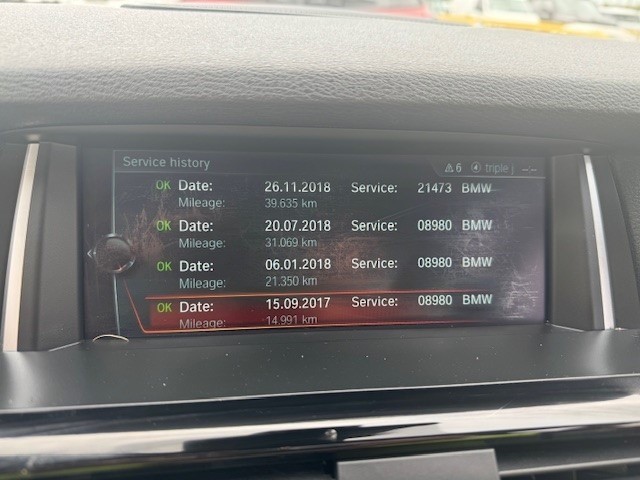 Service history 6 triple j --
OK Date: 26.11.2018 Service: 21473 BMW
Mileage: 39.635 km
OK Date: 20.07.2018 Service: 08980 BMW
Mileage: 31.069 km
OK Date: 06.01.2018 Service: 08980 BMW
Mileage: 21.350 km
OK Date: 15.09.2017 Service: 08980 BMW
Mileage: 14.991 km